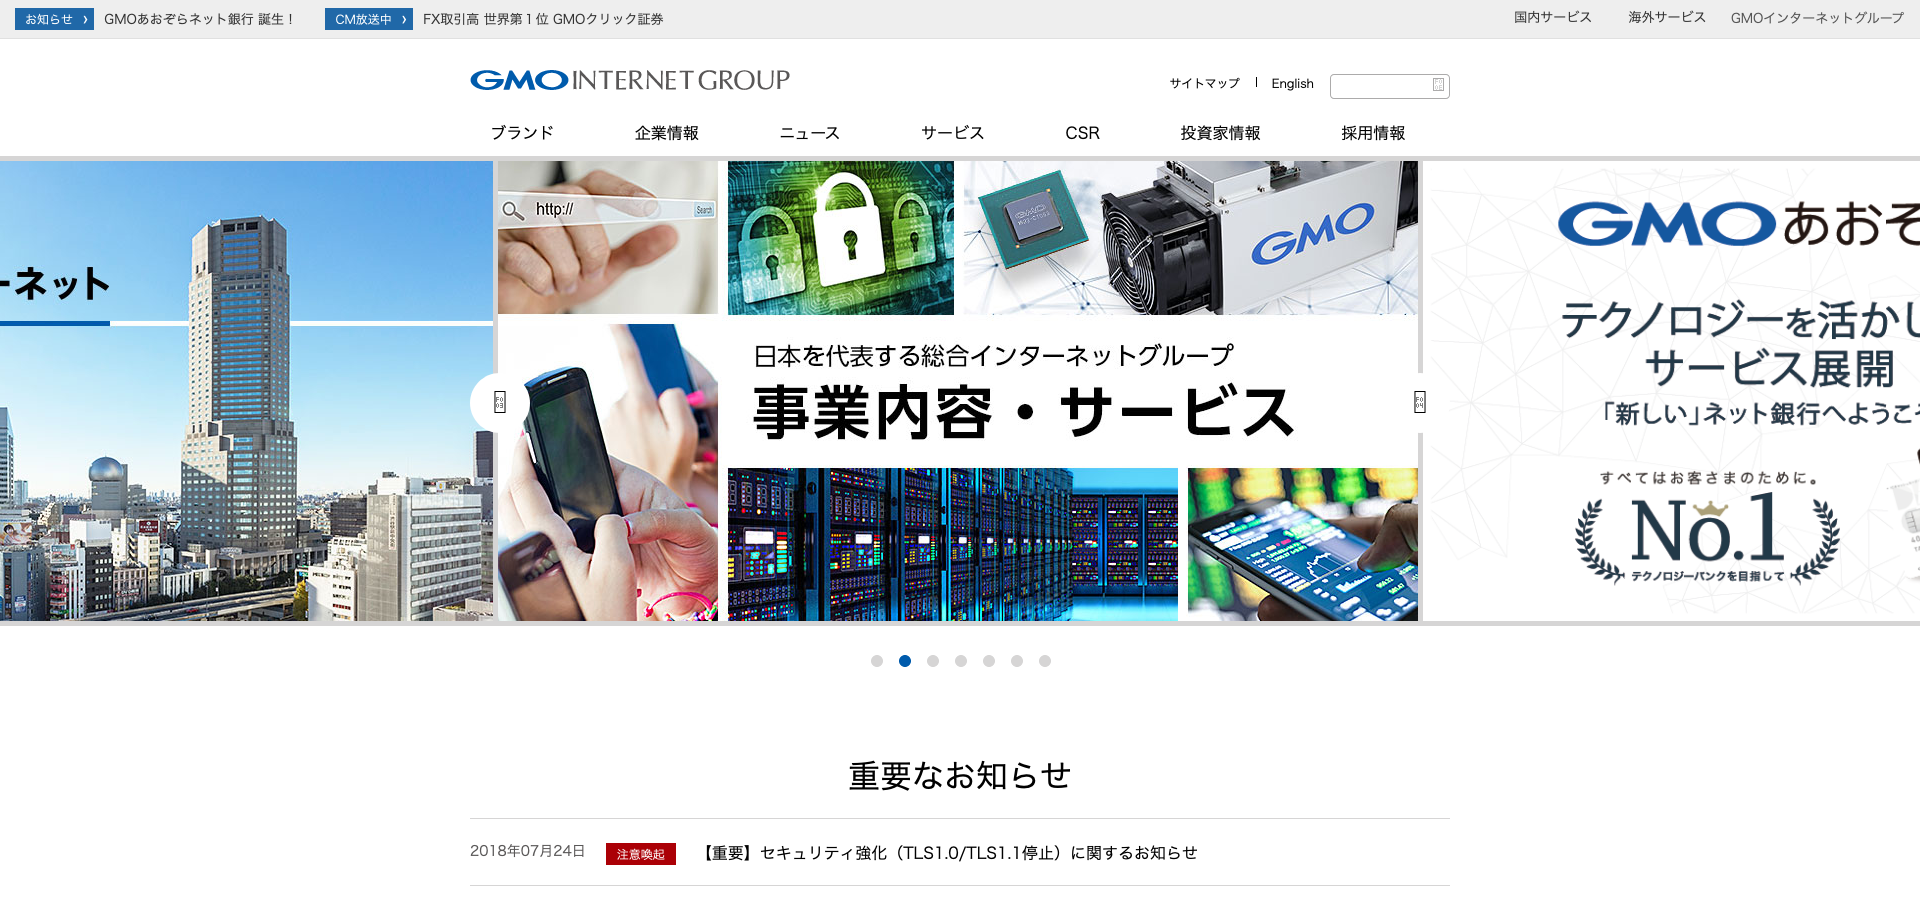 お知らせ
GMOあおぞらネット銀行 誕生！
CM放送中
FX取引高 世界第１位 GMOクリック証券
国内サービス
海外サービス
GMOインターネットグループ
GMO INTERNET GROUP
サイトマップ
English
ブランド
企業情報
ニュース
サービス
CSR
投資家情報
採用情報
ーネット
http://
Search
GMO
GMO
日本を代表する総合インターネットグループ
事業内容・サービス
GMOあおぞ
テクノロジーを活かし
サービス展開
「新しい」ネット銀行へようこそ
すべてはお客さまのために。
No.1
テクノロジーバンクを目指して
重要なお知らせ
2018年07月24日
注意喚起
【重要】セキュリティ強化（TLS1.0/TLS1.1停止）に関するお知らせ